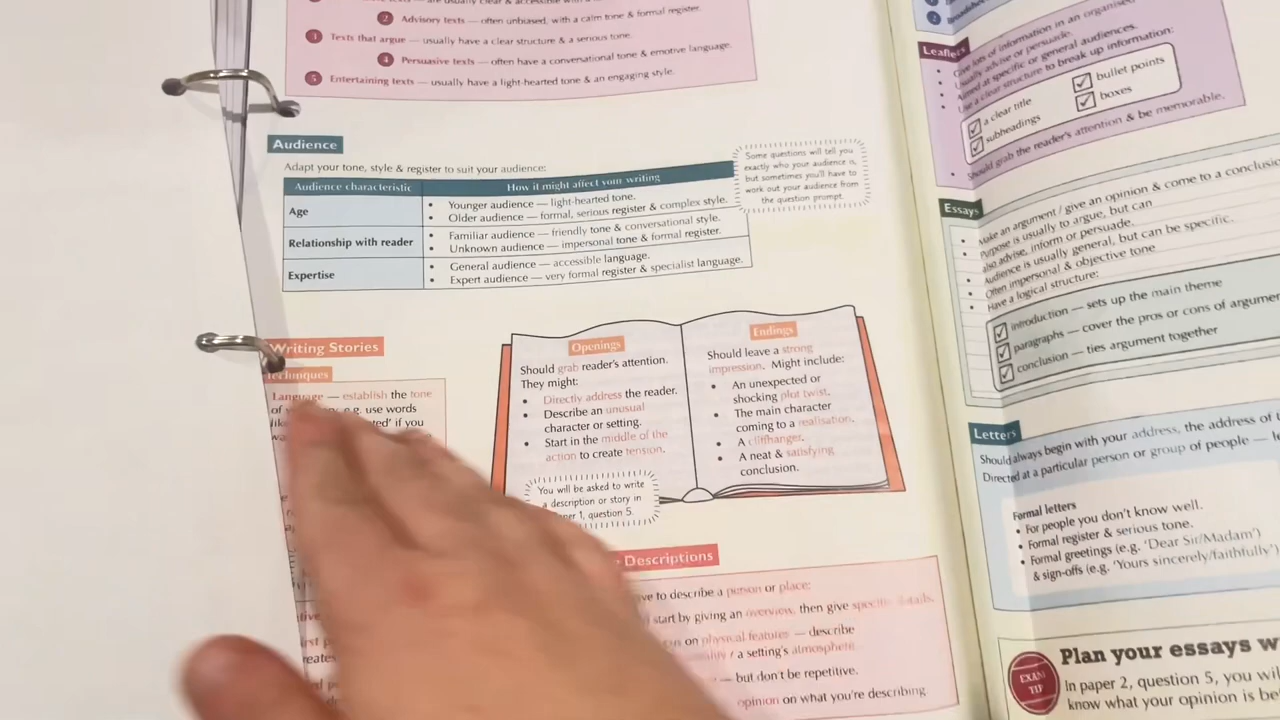 2 Advisory texts — often unbiased, with a calm tone & formal register.
3 Texts that argue — usually have a clear structure & a serious tone.
4 Persuasive texts — often have a conversational tone & emotive language.
5 Entertaining texts — usually have a light-hearted tone & an engaging style.
Audience
Adapt your tone, style & register to suit your audience:
Audience characteristic
How it might affect your writing
Age
• Younger audience — light-hearted tone.
• Older audience — formal, serious register & complex style.
Relationship with reader
• Familiar audience — friendly tone & conversational style.
• Unknown audience — impersonal tone & formal register.
Expertise
• General audience — accessible language.
• Expert audience — very formal register & specialist language.
Some questions will tell you
exactly who your audience is,
but sometimes you'll have to
work out your audience from
the question prompt.
Writing Stories
Techniques
Language — establish the tone
of e.g. use words
if you
Openings
Should grab reader's attention.
They might:
• Directly address the reader.
• Describe an unusual
character or setting.
• Start in the middle of the
action to create tension.
You will be asked to write
a description or story in
1, question 5.
Endings
Should leave a strong
impression. Might include:
• An unexpected or
shocking plot twist.
• The main character
coming to a realisation.
• A cliffhanger.
• A neat & satisfying
conclusion.
Descriptions
to describe a person or place:
start by giving an overview, then give specific details.
on physical features — describe
/ a setting's atmosphere.
— but don't be repetitive.
opinion on what you're describing.
Leaflets
• Give lots of information in an organised
• Usually advise or persuade.
• Aimed at specific or general audiences.
• Use a clear structure to break up information:
a clear title
bullet points
subheadings
boxes
• Should grab the reader's attention & be memorable.
Essays
• Make an argument / give an opinion & come to a
• Purpose is usually to argue, but can
also advise, inform or persuade.
• Audience is usually general, but can be specific.
• Often impersonal & objective tone
• Have a logical structure:
introduction — sets up the main theme
paragraphs — cover the pros or cons of
conclusion — ties argument together
Letters
Should always begin with your address, the address of
Directed at a particular person or group of people —
Formal letters
• For people you don't know well.
• Formal register & serious tone.
• Formal greetings (e.g. 'Dear Sir/Madam')
& sign-offs (e.g. 'Yours sincerely/faithfully')
EXAM
TIP
Plan your essays
In paper 2, question 5, you
know what your opinion is